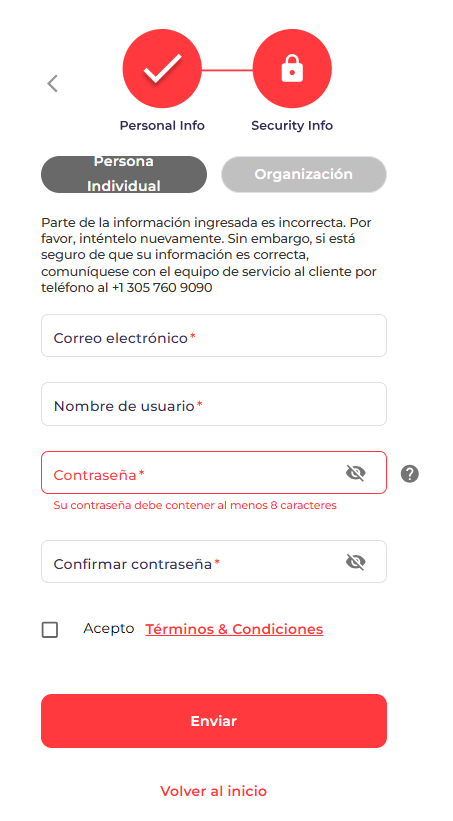 Personal Info
Security Info
Persona
Individual
Organización
Parte de la información ingresada es incorrecta. Por
favor, inténtelo nuevamente. Sin embargo, si está
seguro de que su información es correcta,
comuníquese con el equipo de servicio al cliente por
teléfono al +1 305 760 9090
Correo electrónico*
Nombre de usuario*
Contraseña*
?
Su contraseña debe contener al menos 8 caracteres
Confirmar contraseña*
Acepto Términos & Condiciones
Enviar
Volver al inicio